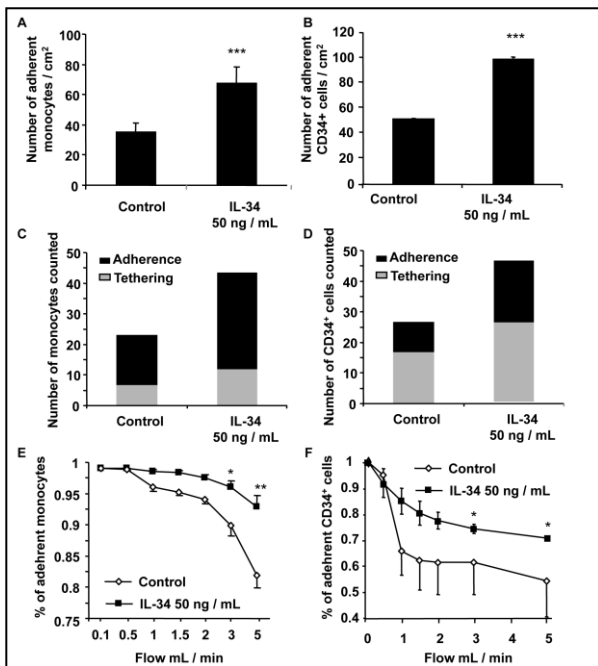 A
Number of adherent
monocytes / cm²
100
80
60
40
20
0
***
Control
IL-34
50 ng / mL
B
Number of adherent
CD34+ cells / cm²
120
100
80
60
40
20
0
***
Control
IL-34
50 ng / mL
C
Number of monocytes counted
50
40
30
20
10
0
Adherence
Tethering
Control
IL-34
50 ng / mL
D
Number of CD34⁺ cells counted
50
40
30
20
10
0
Adherence
Tethering
Control
IL-34
50 ng / mL
E
% of adehrent monocytes
1
0.95
0.9
0.85
0.8
0.75
*
**
Control
IL-34 50 ng / mL
0.1 0.5 1 1.5 2 3 5
Flow mL / min
F
% of adehrent CD34⁺ cells
1
0.9
0.8
0.7
0.6
0.5
0.4
Control
IL-34 50 ng / mL
*
*
0 1 2 3 4 5
Flow mL / min